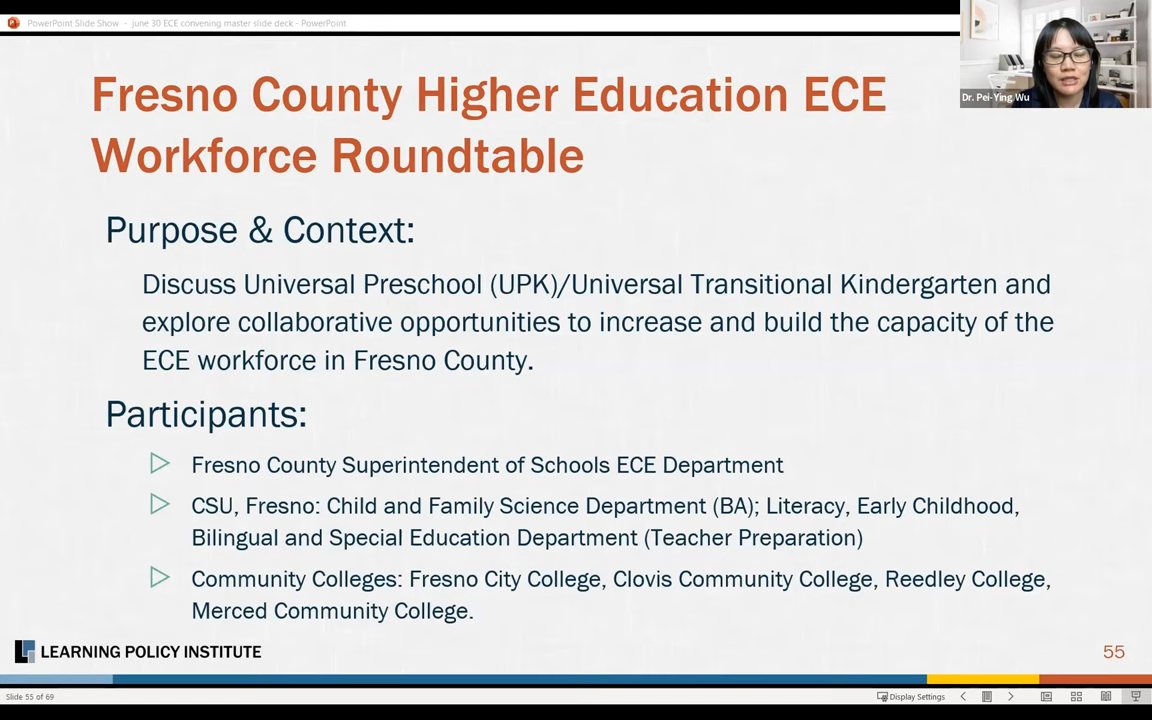 PowerPoint Slide Show - june 30 ECE convening master slide deck - PowerPoint
Dr. Pei-Ying Wu
Fresno County Higher Education ECE
Workforce Roundtable
Purpose & Context:
Discuss Universal Preschool (UPK)/Universal Transitional Kindergarten and
explore collaborative opportunities to increase and build the capacity of the
ECE workforce in Fresno County.
Participants:
Fresno County Superintendent of Schools ECE Department
CSU, Fresno: Child and Family Science Department (BA); Literacy, Early Childhood,
Bilingual and Special Education Department (Teacher Preparation)
Community Colleges: Fresno City College, Clovis Community College, Reedley College,
Merced Community College.
LEARNING POLICY INSTITUTE
55
Slide 55 of 69
Display Settings